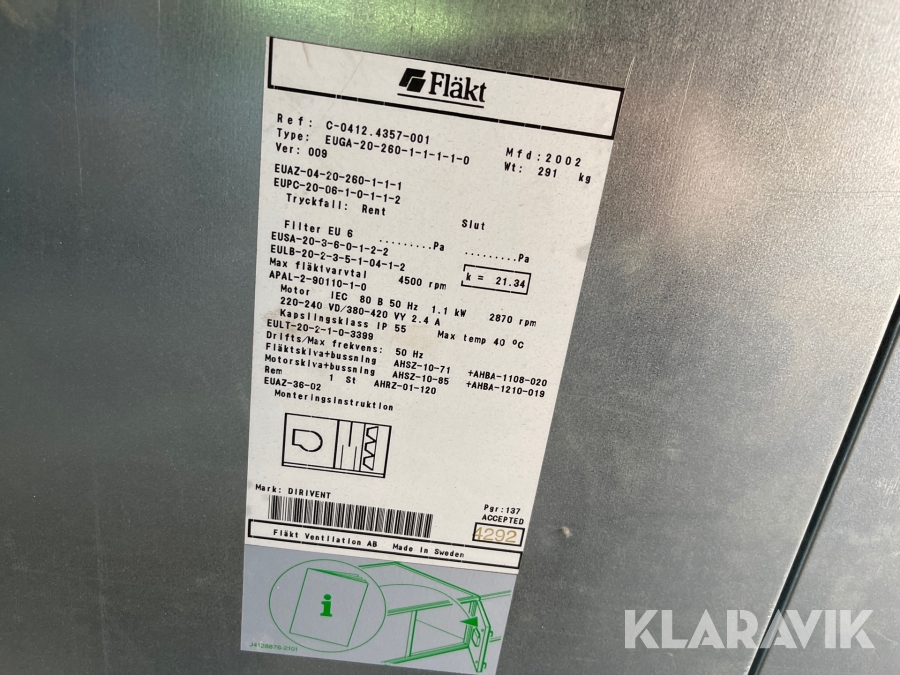 Fläkt
Ref: C-0412.4357-001
Type: EUGA-20-260-1-1-1-1-0
Ver: 009
Mfd:2002
Wt: 291 kg
EUAZ-04-20-260-1-1-1
EUPC-20-06-1-0-1-1-2
Tryckfall: Rent Slut
Filter EU 6 .........Pa .........Pa
EUSA-20-3-6-0-1-2-2
EULB-20-2-3-5-1-04-1-2
Max fläktvarvtal 4500 rpm k = 21.34
APAL-2-90110-1-0
Motor IEC 80 B 50 Hz 1.1 kW 2870 rpm
220-240 VD/380-420 VY 2.4 A
Kapslingsklass IP 55 Max temp 40 ºC
EULT-20-2-1-0-3399
Drifts/Max frekvens: 50 Hz
Fläktskiva+bussning AHSZ-10-71 +AHBA-1108-020
Motorskiva+bussning AHSZ-10-85 +AHBA-1210-019
Rem 1 St AHRZ-01-120
EUAZ-36-02
Monteringsinstruktion
Mark: DIRIVENT
Pgr:137
ACCEPTED
4292
Fläkt Ventilation AB Made in Sweden
i
KLARAVIK